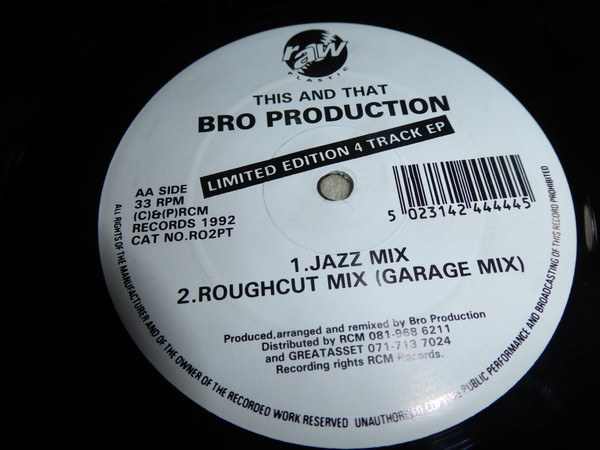 raw
PLASTIC
THIS AND THAT
BRO PRODUCTION
LIMITED EDITION 4 TRACK EP
AA SIDE
33 RPM
(C)&(P)RCM
RECORDS 1992
CAT NO.RO2PT
5 023142 444445
1.JAZZ MIX
2.ROUGHCUT MIX (GARAGE MIX)
Produced,arranged and remixed by Bro Production
Distributed by RCM 081-968 6211
and GREATASSET 071-713 7024
Recording rights RCM Records.
ALL RIGHTS OF THE MANUFACTURER AND OF THE OWNER OF THE RECORDED WORK RESERVED UNAUTHORIZED COPYING PUBLIC PERFORMANCE AND BROADCASTING OF THIS RECORD PROHIBITED